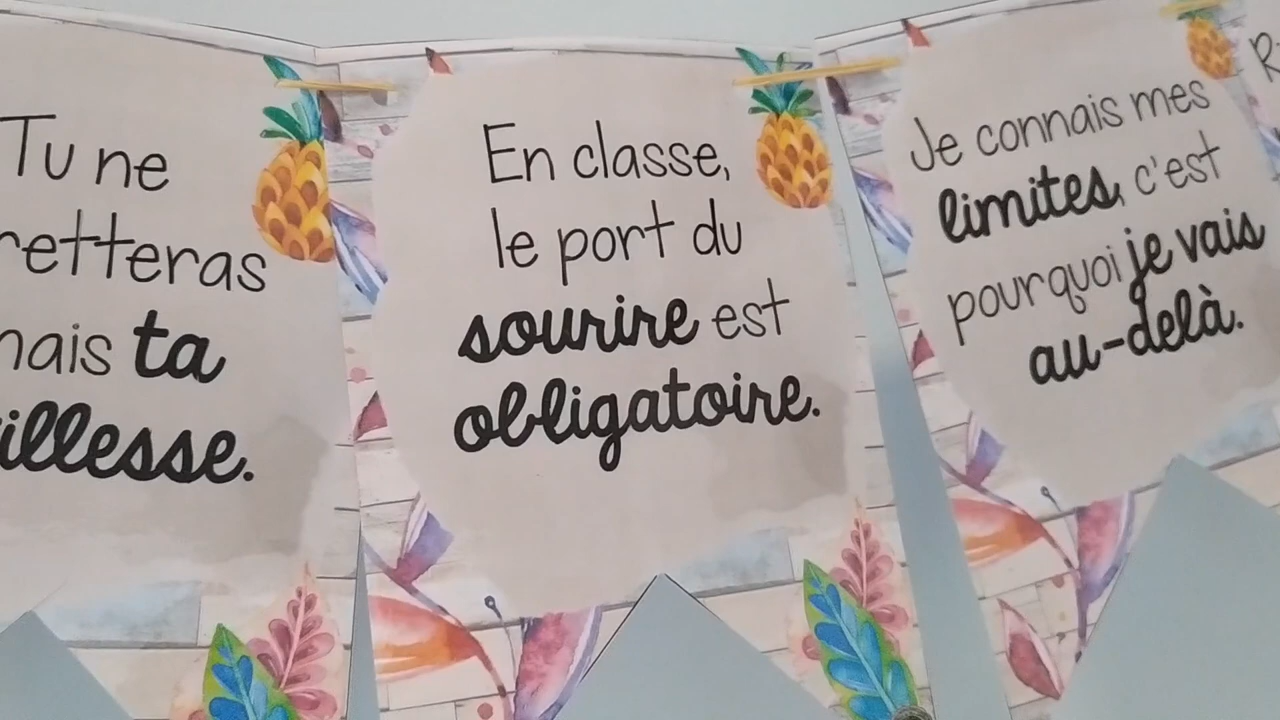 Tu ne
retteras
mais ta
illesse.
En classe,
le port du
sourire est
obligatoire.
Je connais mes
limites, c'est
pourquoi je vais
au-delà.
R